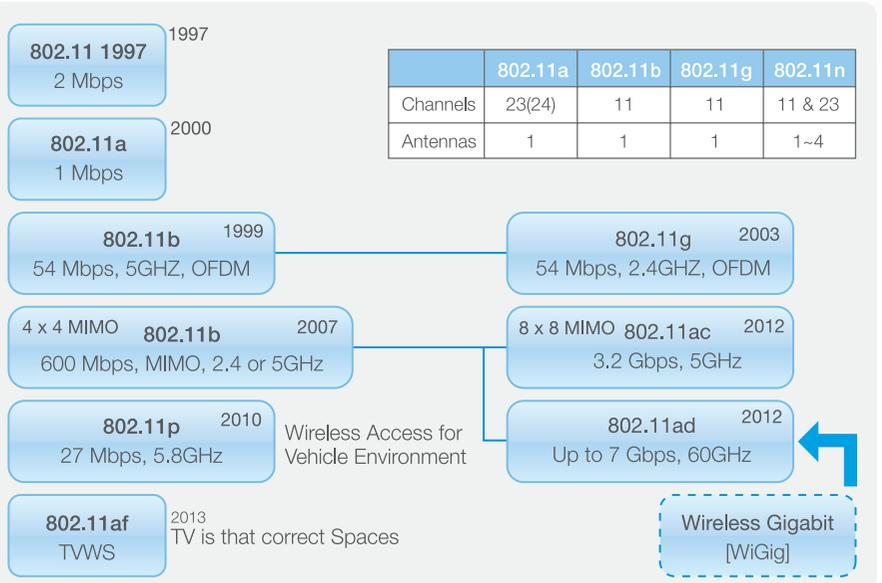 802.11 1997
2 Mbps
1997
802.11a 802.11b 802.11g 802.11n
Channels 23(24) 11 11 11 & 23
Antennas 1 1 1 1~4
802.11a
1 Mbps
2000
802.11b 1999
54 Mbps, 5GHZ, OFDM
802.11g 2003
54 Mbps, 2.4GHZ, OFDM
4 x 4 MIMO 802.11b 2007
600 Mbps, MIMO, 2.4 or 5GHz
8 x 8 MIMO 802.11ac 2012
3.2 Gbps, 5GHz
802.11p 2010
27 Mbps, 5.8GHz
Wireless Access for
Vehicle Environment
802.11ad 2012
Up to 7 Gbps, 60GHz
802.11af
TVWS
2013
TV is that correct Spaces
Wireless Gigabit
[WiGig]